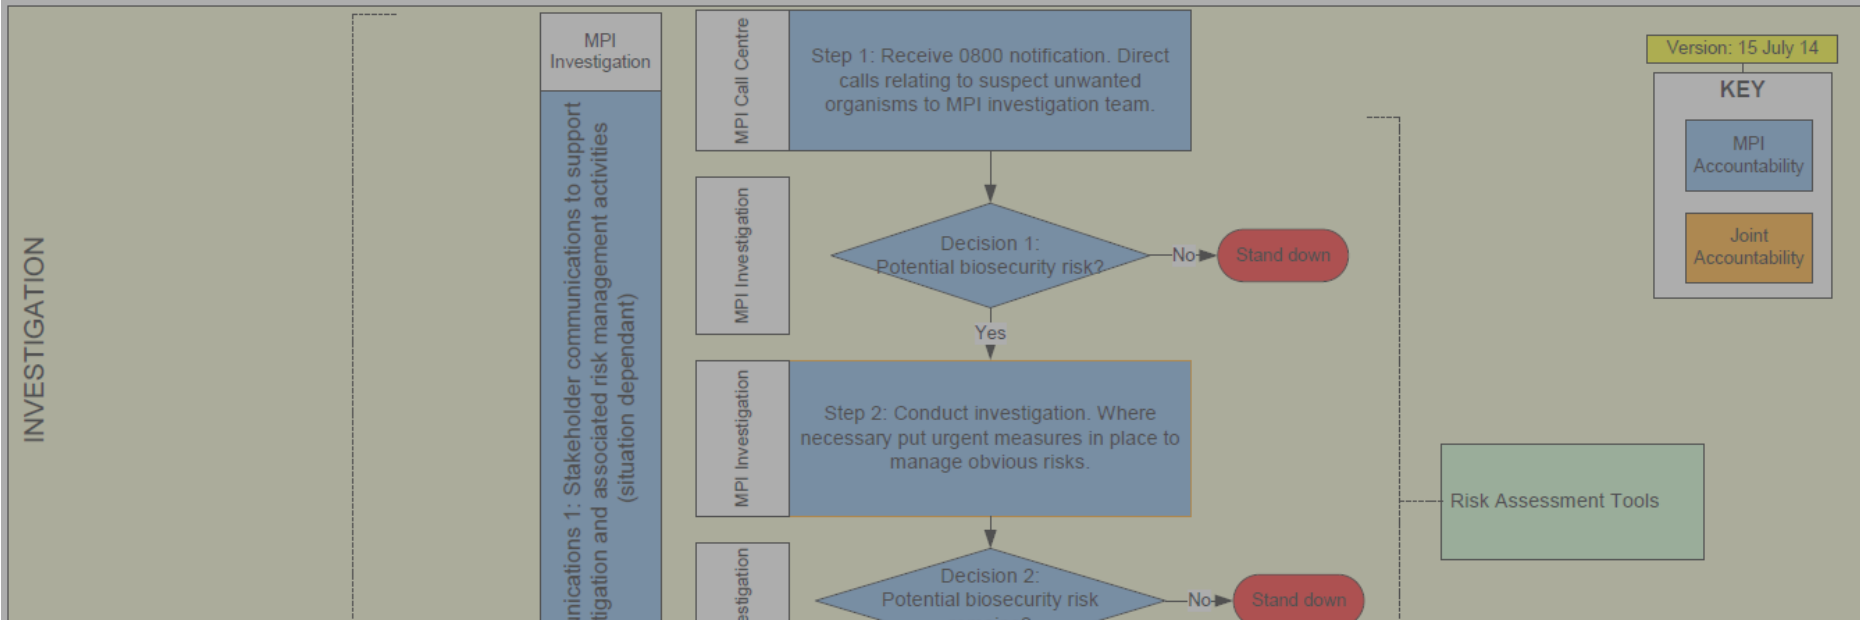 INVESTIGATION
MPI
Investigation
unications 1: Stakeholder communications to support
tigation and associated risk management activities
(situation dependant)
MPI Call Centre
Step 1: Receive 0800 notification. Direct
calls relating to suspect unwanted
organisms to MPI investigation team.
MPI Investigation
Decision 1:
Potential biosecurity risk?
No
Stand down
Yes
MPI Investigation
Step 2: Conduct investigation. Where
necessary put urgent measures in place to
manage obvious risks.
estigation
Decision 2:
Potential biosecurity risk
No
Stand down
Version: 15 July 14
KEY
MPI
Accountability
Joint
Accountability
Risk Assessment Tools